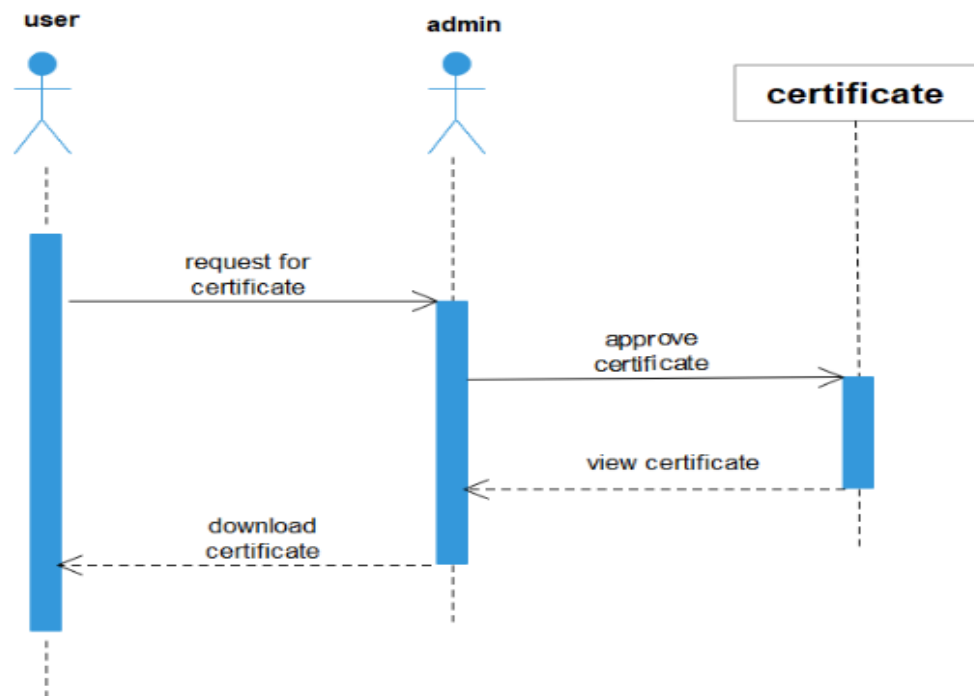 user
admin
certificate
request for
certificate
approve
certificate
view certificate
download
certificate